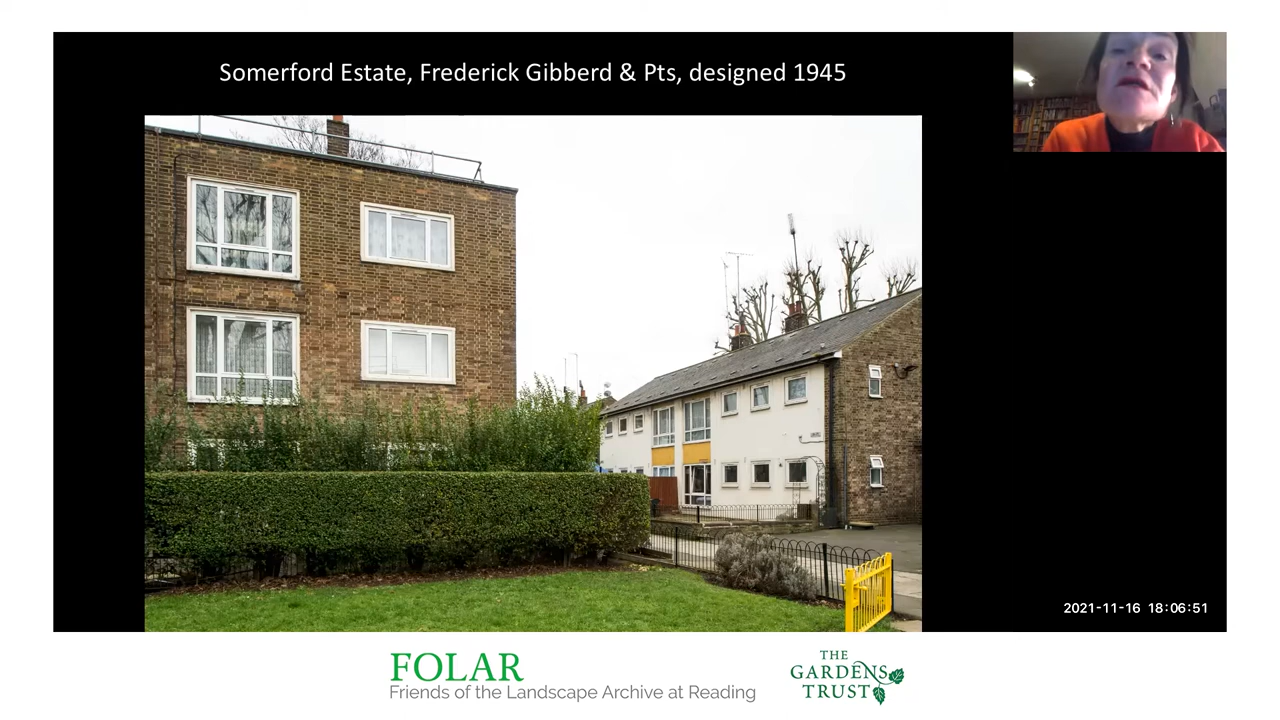 Somerford Estate, Frederick Gibberd & Pts, designed 1945
2021-11-16 18:06:51
FOLAR
Friends of the Landscape Archive at Reading
THE
GARDENS
TRUST